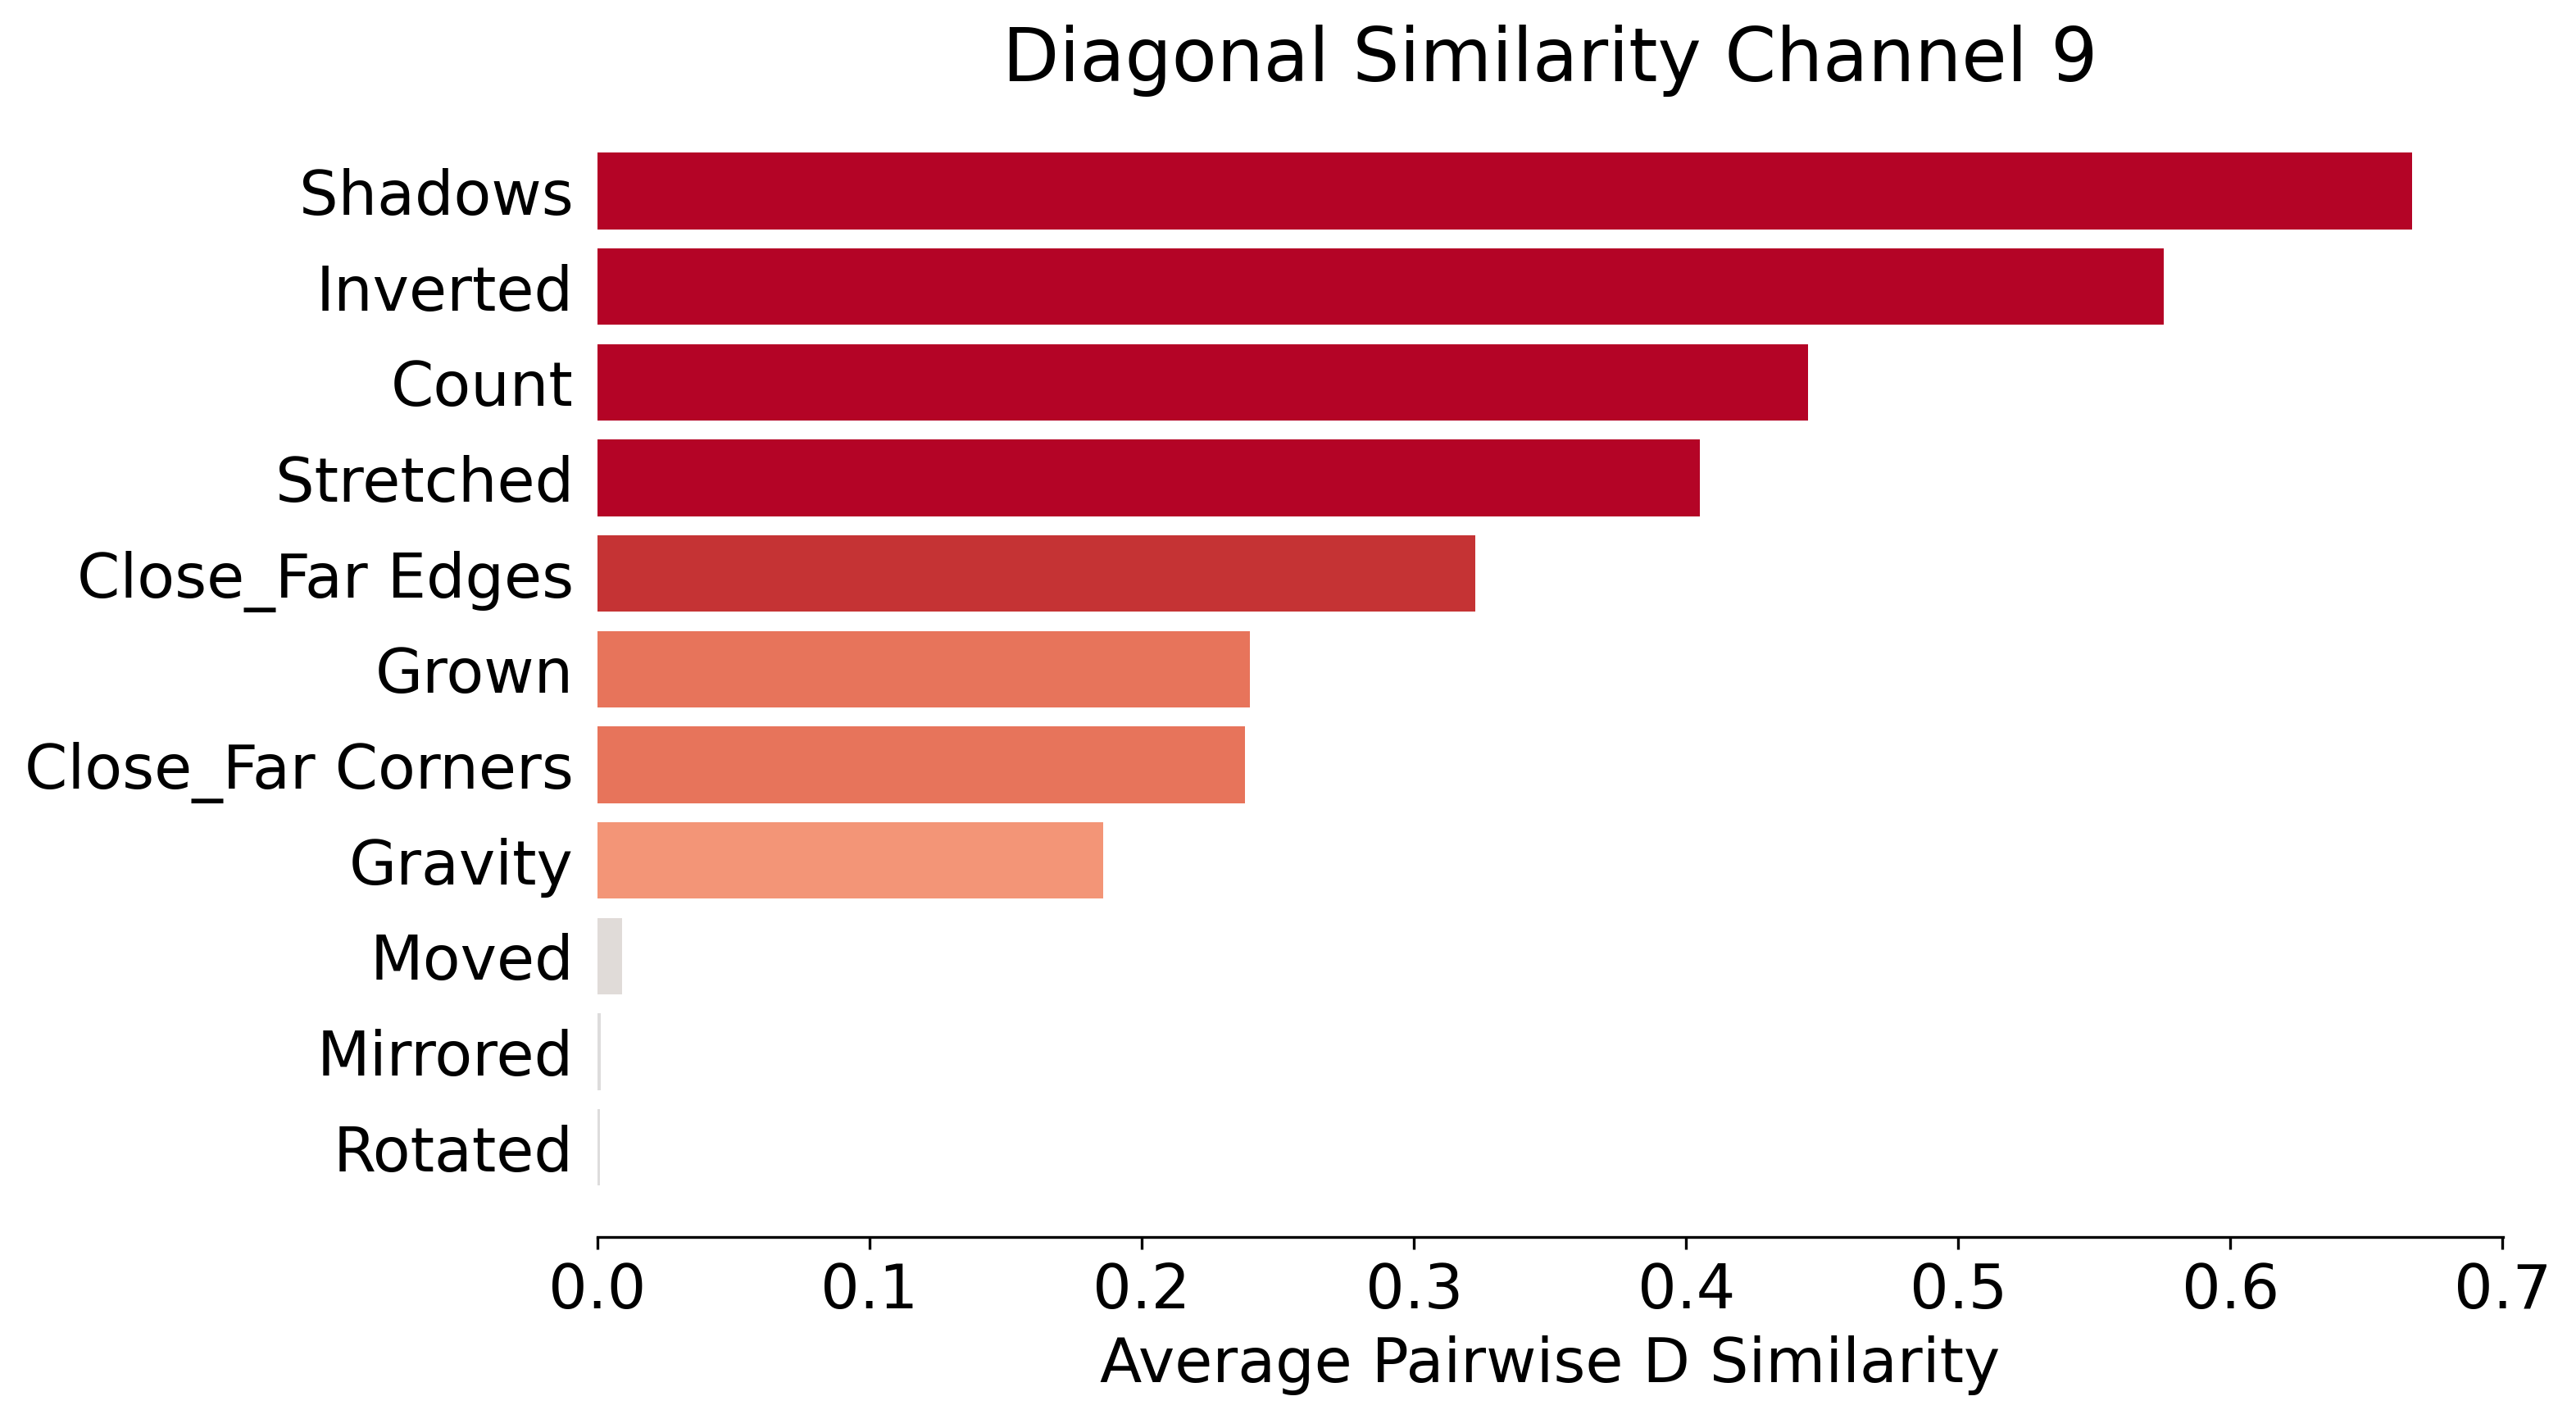 Diagonal Similarity Channel 9
Shadows
Inverted
Count
Stretched
Close_Far Edges
Grown
Close_Far Corners
Gravity
Moved
Mirrored
Rotated
0.0 0.1 0.2 0.3 0.4 0.5 0.6 0.7
Average Pairwise D Similarity